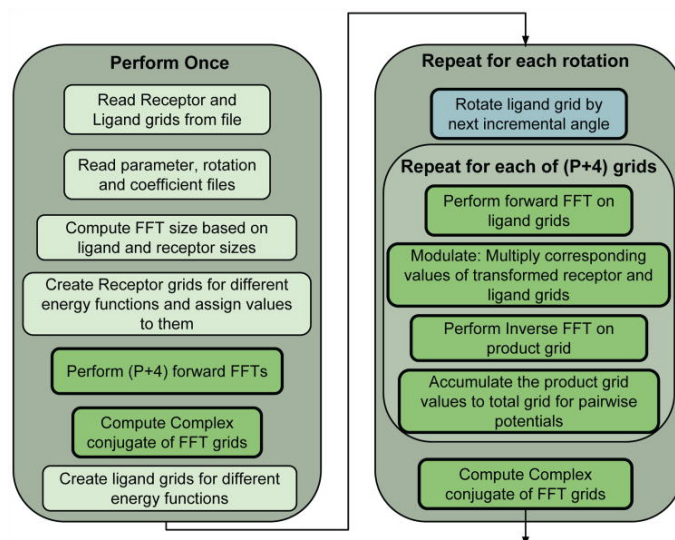 Perform Once
Read Receptor and
Ligand grids from file
Read parameter, rotation
and coefficient files
Compute FFT size based on
ligand and receptor sizes
Create Receptor grids for different
energy functions and assign values
to them
Perform (P+4) forward FFTs
Compute Complex
conjugate of FFT grids
Create ligand grids for different
energy functions
Repeat for each rotation
Rotate ligand grid by
next incremental angle
Repeat for each of (P+4) grids
Perform forward FFT on
ligand grids
Modulate: Multiply corresponding
values of transformed receptor and
ligand grids
Perform Inverse FFT on
product grid
Accumulate the product grid
values to total grid for pairwise
potentials
Compute Complex
conjugate of FFT grids